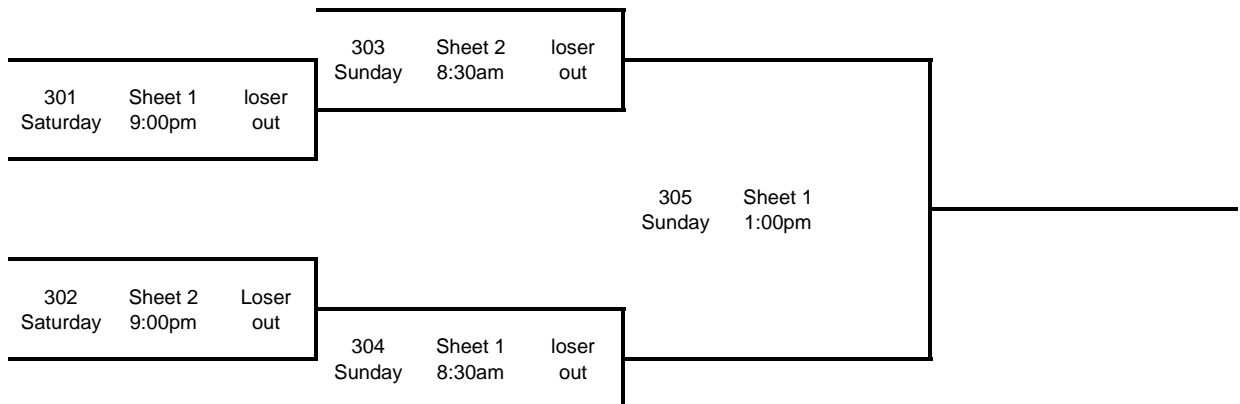 303 Sheet 2 loser
Sunday 8:30am out
301 Sheet 1 loser
Saturday 9:00pm out
305 Sheet 1
Sunday 1:00pm
302 Sheet 2 Loser
Saturday 9:00pm out
304 Sheet 1 loser
Sunday 8:30am out